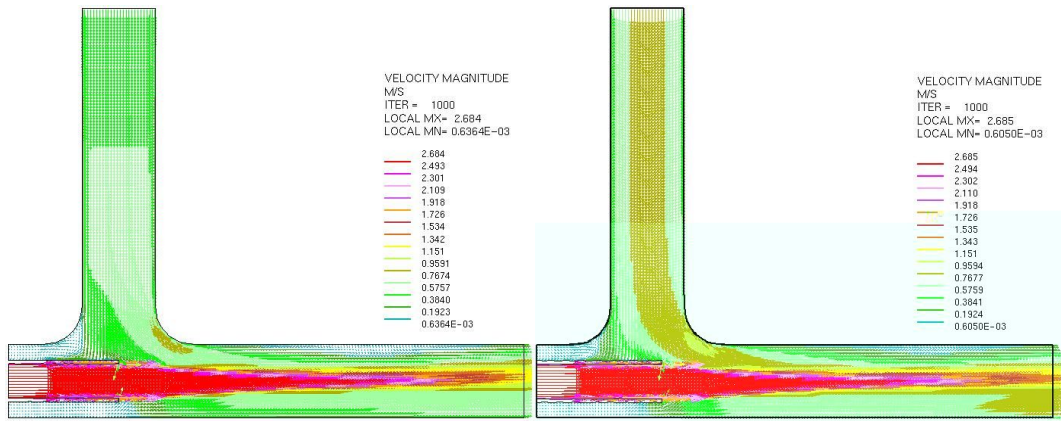 VELOCITY MAGNITUDE
M/S
ITER = 1000
LOCAL MX= 2.684
LOCAL MN= 0.6364E-03
2.684
2.493
2.301
2.109
1.918
1.726
1.534
1.342
1.151
0.9591
0.7674
0.5757
0.3840
0.1923
0.6364E-03
VELOCITY MAGNITUDE
M/S
ITER = 1000
LOCAL MX= 2.685
LOCAL MN= 0.6050E-03
2.685
2.494
2.302
2.110
1.918
1.726
1.535
1.343
1.151
0.9594
0.7677
0.5759
0.3841
0.1924
0.6050E-03